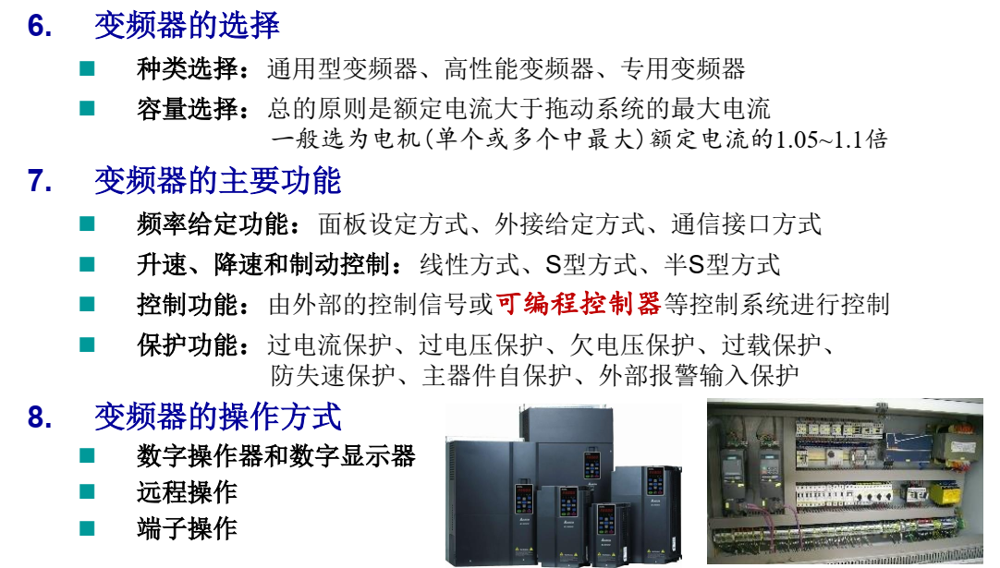 6. 变频器的选择
种类选择：通用型变频器、高性能变频器、专用变频器
容量选择：总的原则是额定电流大于拖动系统的最大电流
一般选为电机(单个或多个中最大)额定电流的1.05~1.1倍
7. 变频器的主要功能
频率给定功能：面板设定方式、外接给定方式、通信接口方式
升速、降速和制动控制：线性方式、S型方式、半S型方式
控制功能：由外部的控制信号或可编程控制器等控制系统进行控制
保护功能：过电流保护、过电压保护、欠电压保护、过载保护、
防失速保护、主器件自保护、外部报警输入保护
8. 变频器的操作方式
数字操作器和数字显示器
远程操作
端子操作